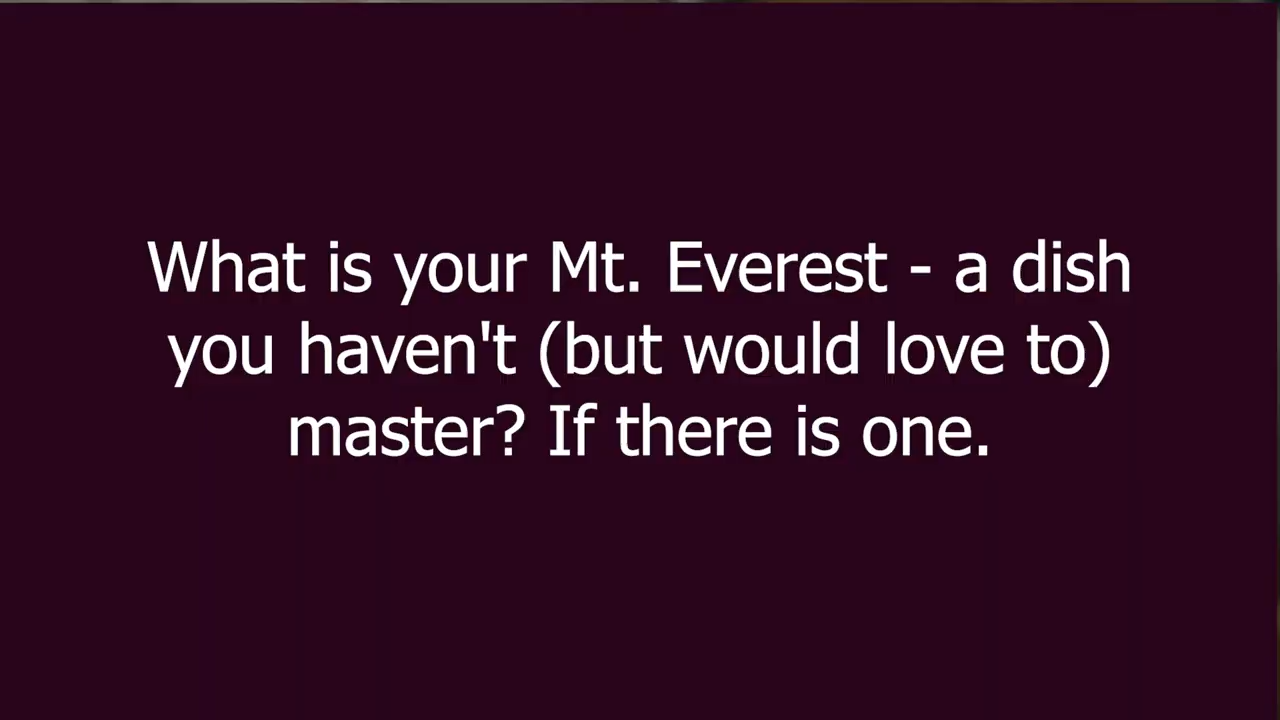 What is your Mt. Everest - a dish
you haven't (but would love to)
master? If there is one.